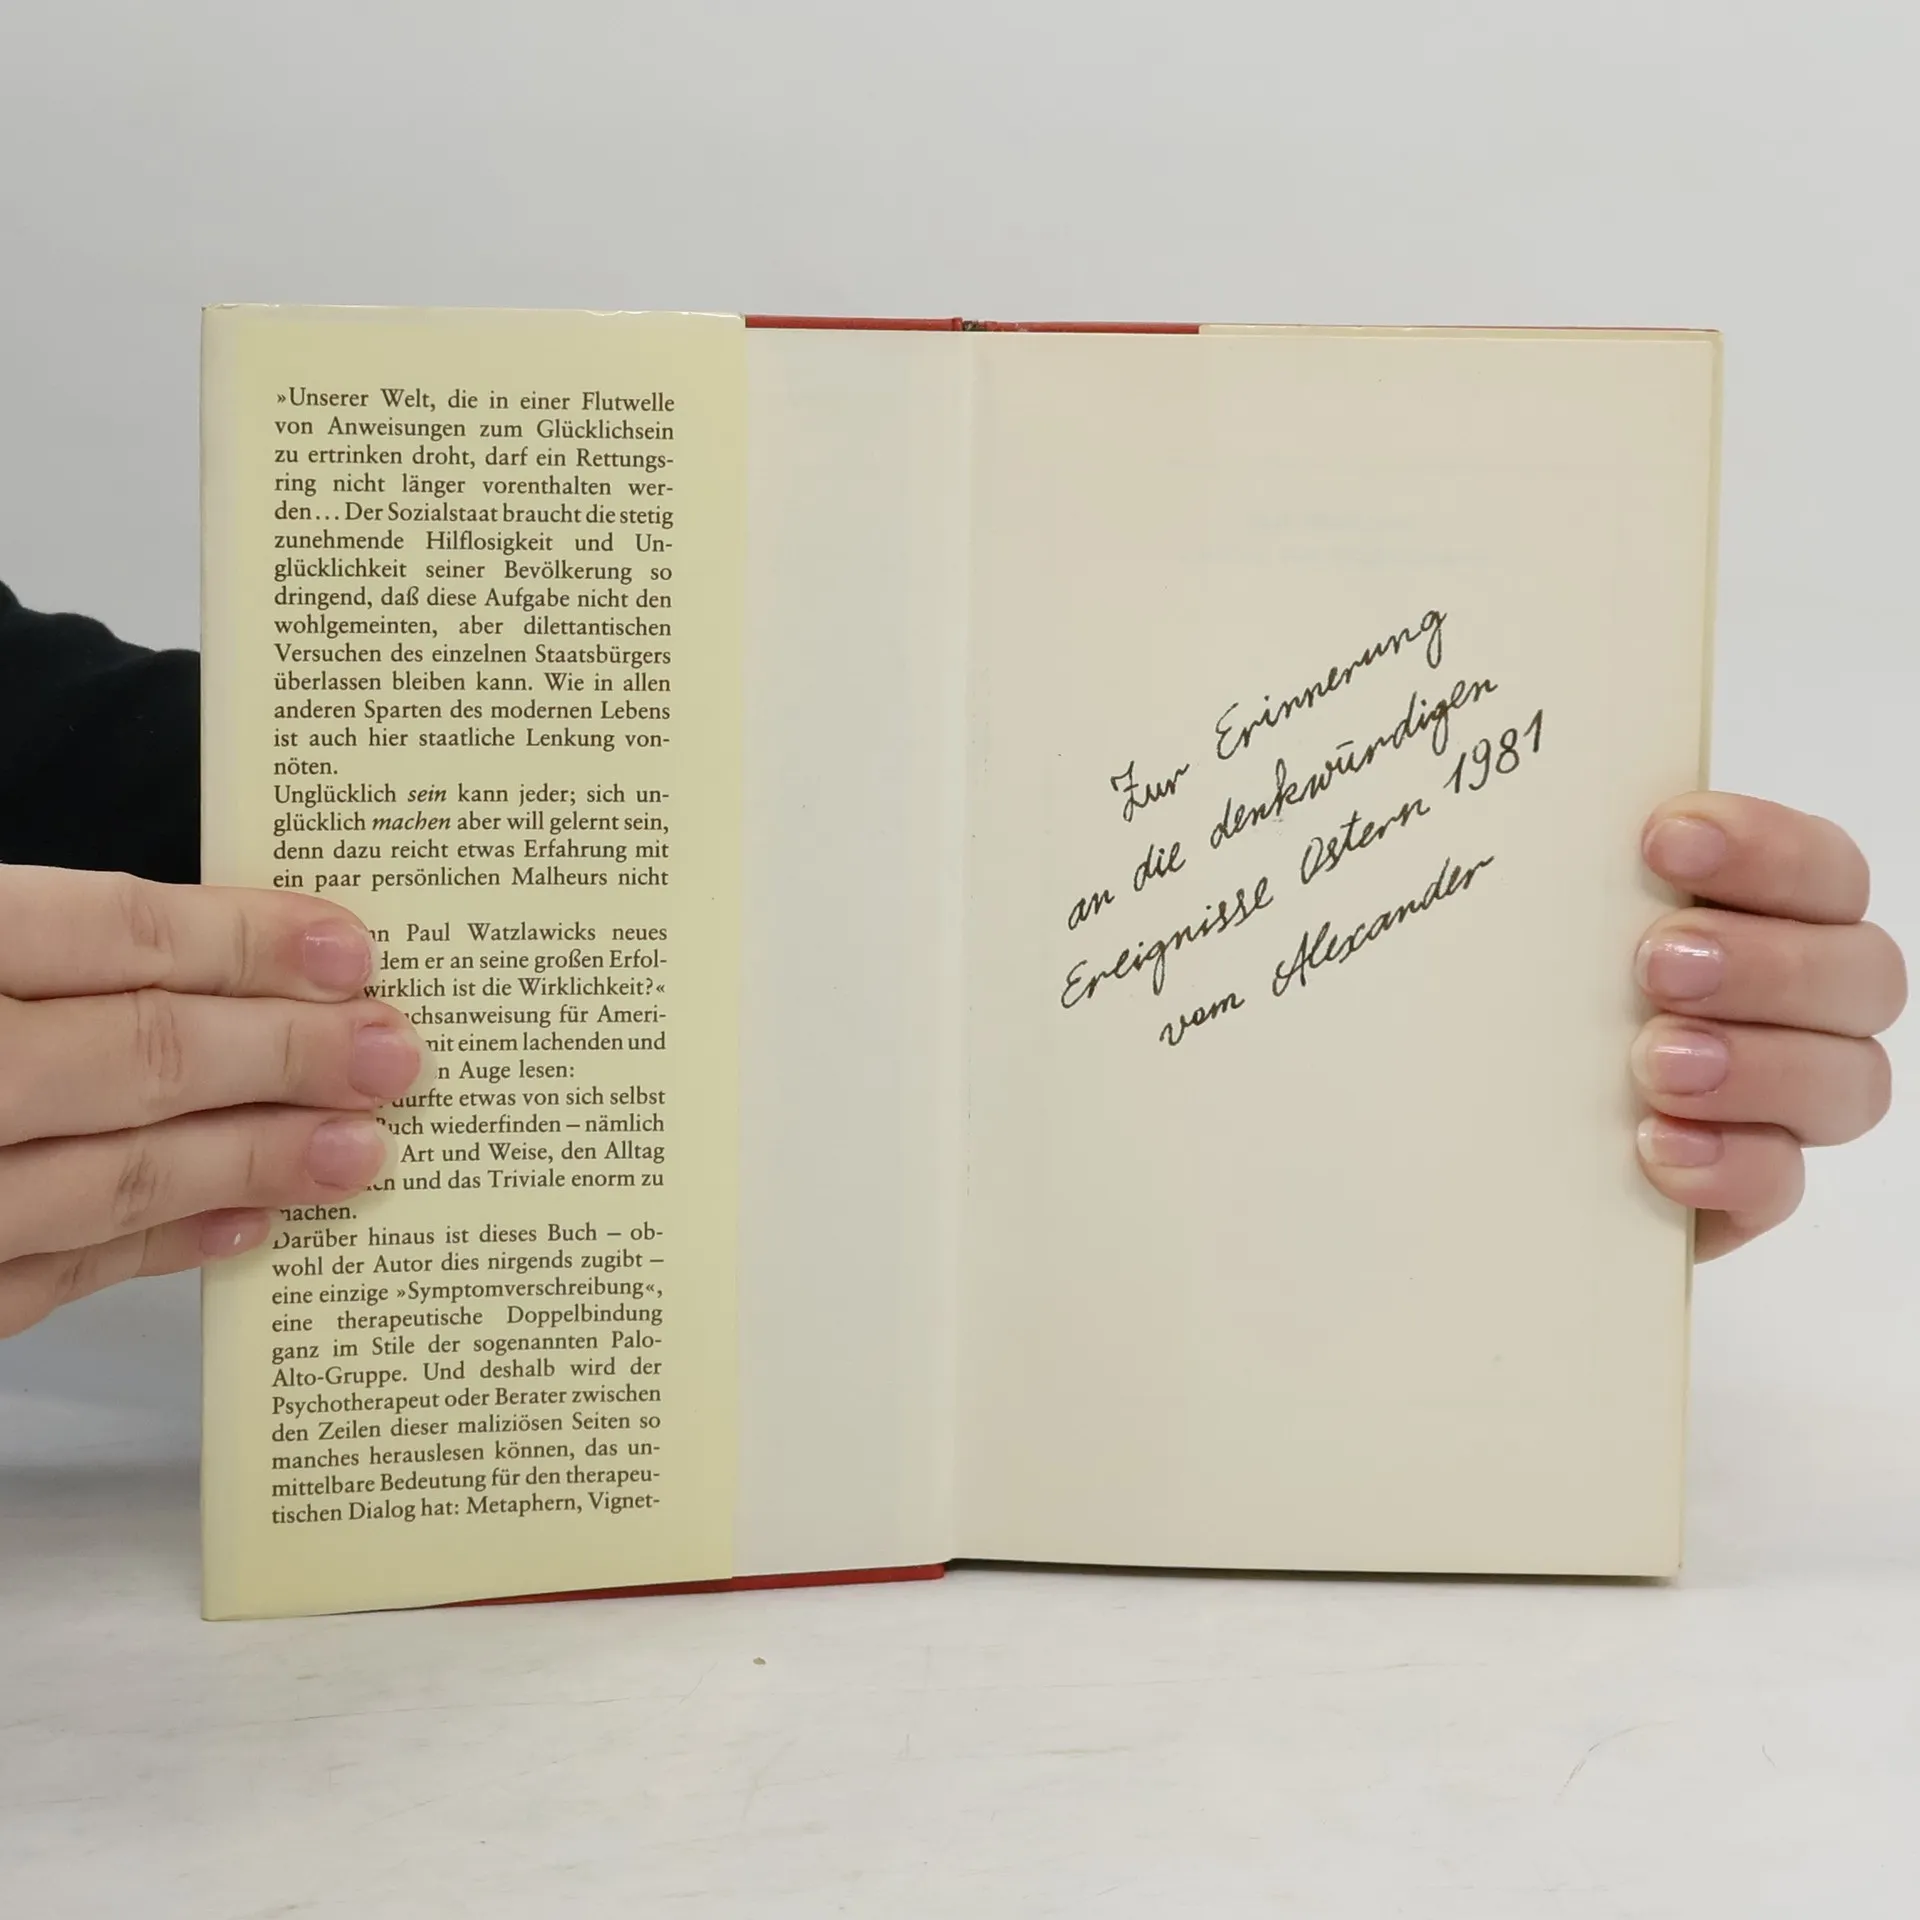 »Unserer Welt, die in einer Flutwelle
von Anweisungen zum Glücklichsein
zu ertrinken droht, darf ein Rettungs-
ring nicht länger vorenthalten wer-
den... Der Sozialstaat braucht die stetig
zunehmende Hilflosigkeit und Un-
glücklichkeit seiner Bevölkerung so
dringend, daß diese Aufgabe nicht den
wohlgemeinten, aber dilettantischen
Versuchen des einzelnen Staatsbürgers
überlassen bleiben kann. Wie in allen
anderen Sparten des modernen Lebens
ist auch hier staatliche Lenkung von-
nöten.
Unglücklich sein kann jeder; sich un-
glücklich machen aber will gelernt sein,
denn dazu reicht etwas Erfahrung mit
ein paar persönlichen Malheurs nicht
Paul Watzlawicks neues
dem er an seine großen Erfol-
wirklich ist die Wirklichkeit?«
für Ameri-
mit einem lachenden und
Auge lesen:
durfte etwas von sich selbst
Buch wiederfinden – nämlich
Art und Weise, den Alltag
und das Triviale enorm zu
machen.
Darüber hinaus ist dieses Buch – ob-
wohl der Autor dies nirgends zugibt –
eine einzige »Symptomverschreibung«,
eine therapeutische Doppelbindung
ganz im Stile der sogenannten Palo-
Alto-Gruppe. Und deshalb wird der
Psychotherapeut oder Berater zwischen
den Zeilen dieser maliziösen Seiten so
manches herauslesen können, das un-
mittelbare Bedeutung für den therapeu-
tischen Dialog hat: Metaphern, Vignet-
Zur Erinnerung
an die denkwürdigen
Ereignisse Ostern 1981
vom Alexander